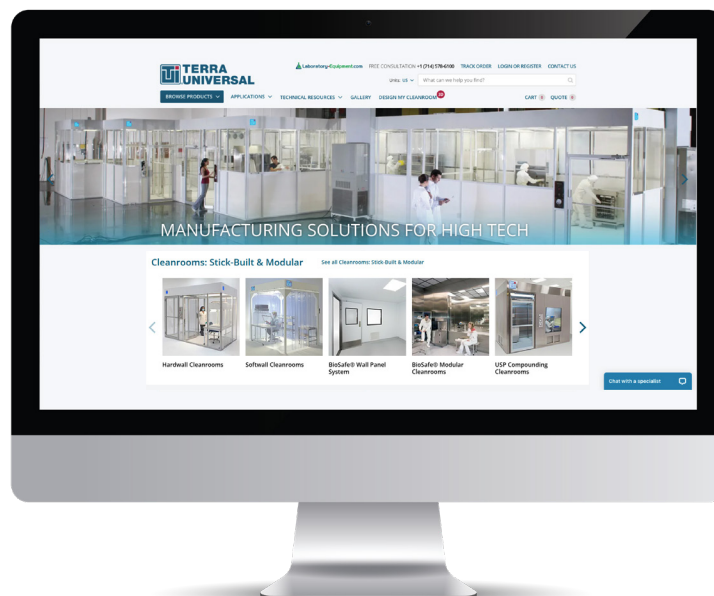 TERRA
UNIVERSAL
Laboratory-Equipment.com FREE CONSULTATION +1 (714) 578-6100 TRACK ORDER LOGIN OR REGISTER CONTACT US
Units: US What can we help you find?
BROWSE PRODUCTS APPLICATIONS TECHNICAL RESOURCES GALLERY DESIGN MY CLEANROOM 3D CART 0 QUOTE 0
MANUFACTURING SOLUTIONS FOR HIGH TECH
Cleanrooms: Stick-Built & Modular See all Cleanrooms: Stick-Built & Modular
Hardwall Cleanrooms Softwall Cleanrooms BioSafe® Wall Panel BioSafe® Modular USP Compounding
System Cleanrooms Cleanrooms
Chat with a specialist